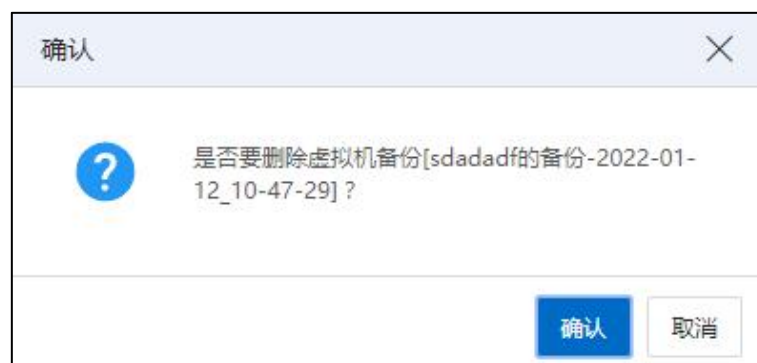 确认
是否要删除虚拟机备份[sdadadf的备份-2022-01-
12_10-47-29] ?
确认
取消